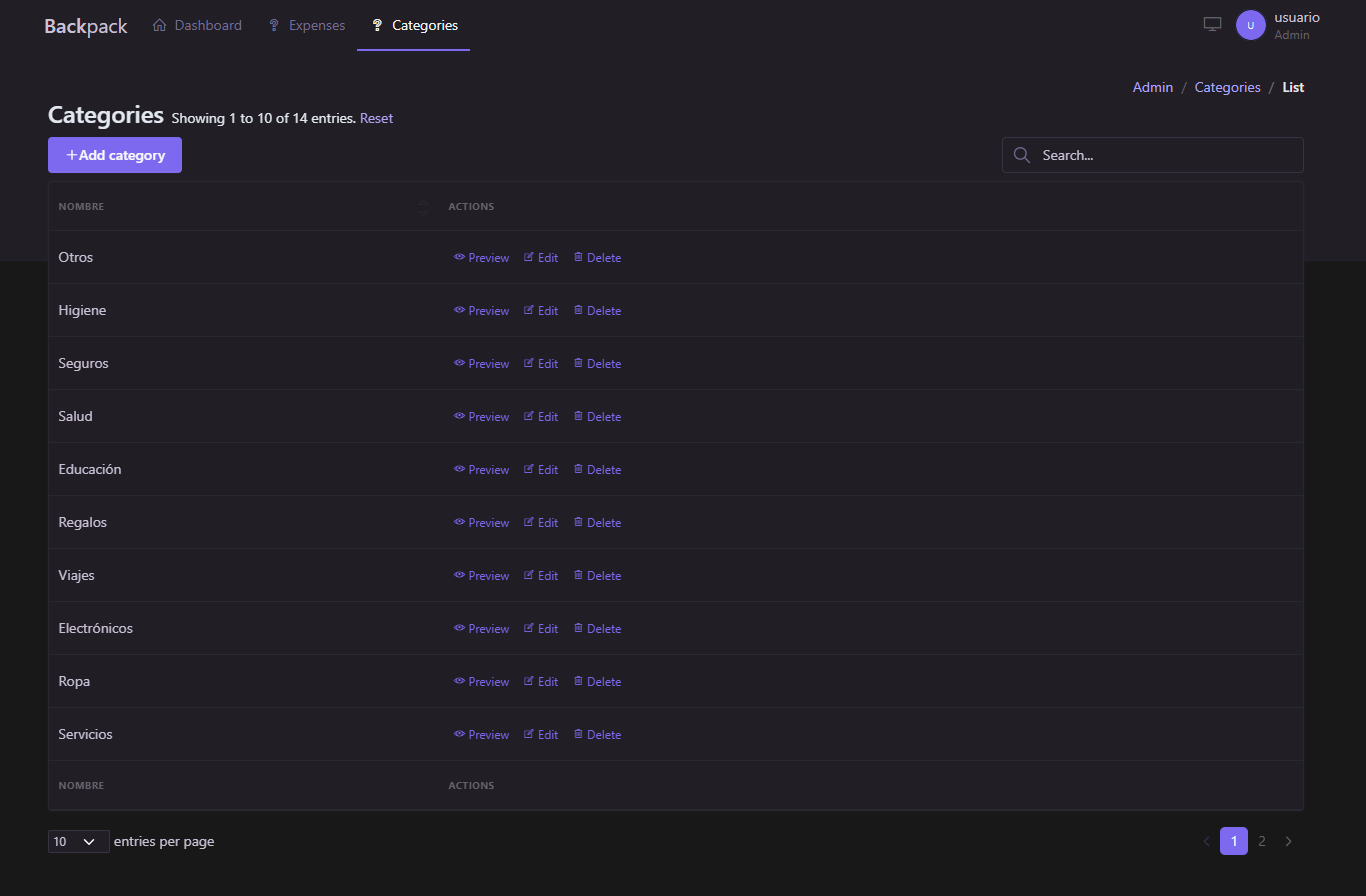 Backpack Dashboard Expenses Categories U usuario
Admin
Admin / Categories / List
Categories Showing 1 to 10 of 14 entries. Reset
+Add category Search...
NOMBRE ACTIONS
Otros Preview Edit Delete
Higiene Preview Edit Delete
Seguros Preview Edit Delete
Salud Preview Edit Delete
Educación Preview Edit Delete
Regalos Preview Edit Delete
Viajes Preview Edit Delete
Electrónicos Preview Edit Delete
Ropa Preview Edit Delete
Servicios Preview Edit Delete
NOMBRE ACTIONS
10 entries per page 1 2